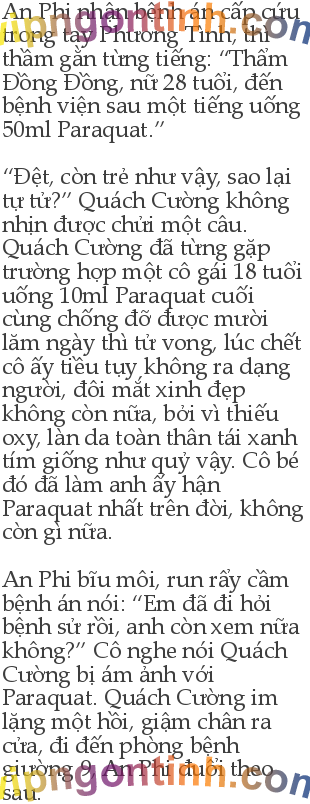 An Phi nhận bệnh án cấp cứu
trong tay Phương Tình, thì
thầm gằn từng tiếng: “Thẩm
Đồng Đồng, nữ 28 tuổi, đến
bệnh viện sau một tiếng uống
50ml Paraquat.”
“Đệt, còn trẻ như vậy, sao lại
tự tử?” Quách Cường không
nhịn được chửi một câu.
Quách Cường đã từng gặp
trường hợp một cô gái 18 tuổi
uống 10ml Paraquat cuối
cùng chống đỡ được mười
lăm ngày thì tử vong, lúc chết
cô ấy tiều tụy không ra dạng
người, đôi mắt xinh đẹp
không còn nữa, bởi vì thiếu
oxy, làn da toàn thân tái xanh
tím giống như quỷ vậy. Cô bé
đó đã làm anh ấy hận
Paraquat nhất trên đời, không
còn gì nữa.
An Phi bĩu môi, run rẩy cầm
bệnh án nói: “Em đã đi hỏi
bệnh sử rồi, anh còn xem nữa
không?” Cô nghe nói Quách
Cường bị ám ảnh với
Paraquat. Quách Cường im
lặng một hồi, giậm chân ra
cửa, đi đến phòng bệnh
giường 9, An Phi đuổi theo
sau.